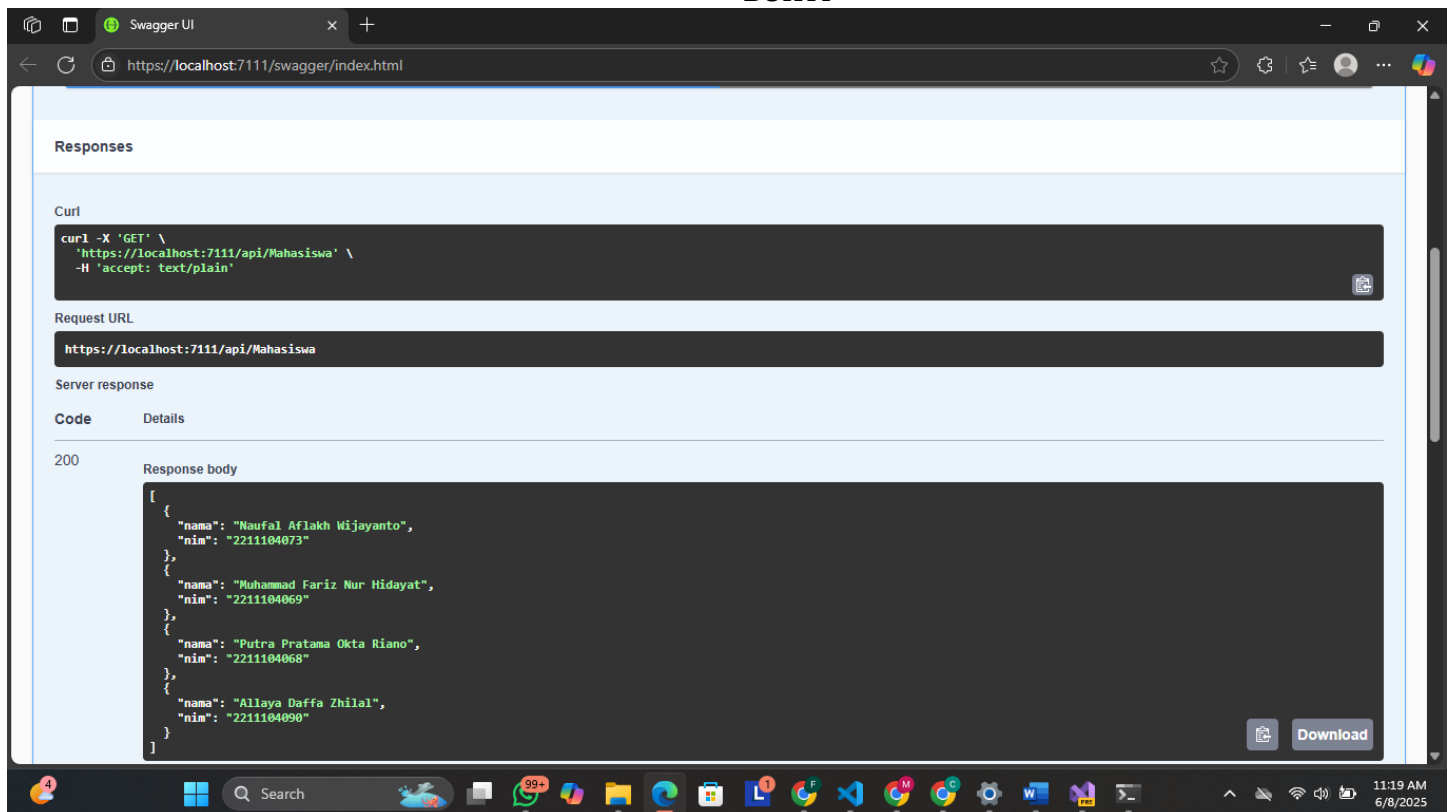 Swagger UI
https://localhost:7111/swagger/index.html
Responses
Curl
curl -X 'GET' \
'https://localhost:7111/api/Mahasiswa' \
-H 'accept: text/plain'
Request URL
https://localhost:7111/api/Mahasiswa
Server response
Code Details
200
Response body
[
{
"nama": "Naufal Aflakh Wijayanto",
"nim": "2211104073"
},
{
"nama": "Muhammad Fariz Nur Hidayat",
"nim": "2211104069"
},
{
"nama": "Putra Pratama Okta Riano",
"nim": "2211104068"
},
{
"nama": "Allaya Daffa Zhilal",
"nim": "2211104090"
}
]
Download
4
Search
99+
L
F
M
C
W
PRE
11:19 AM
6/8/2025